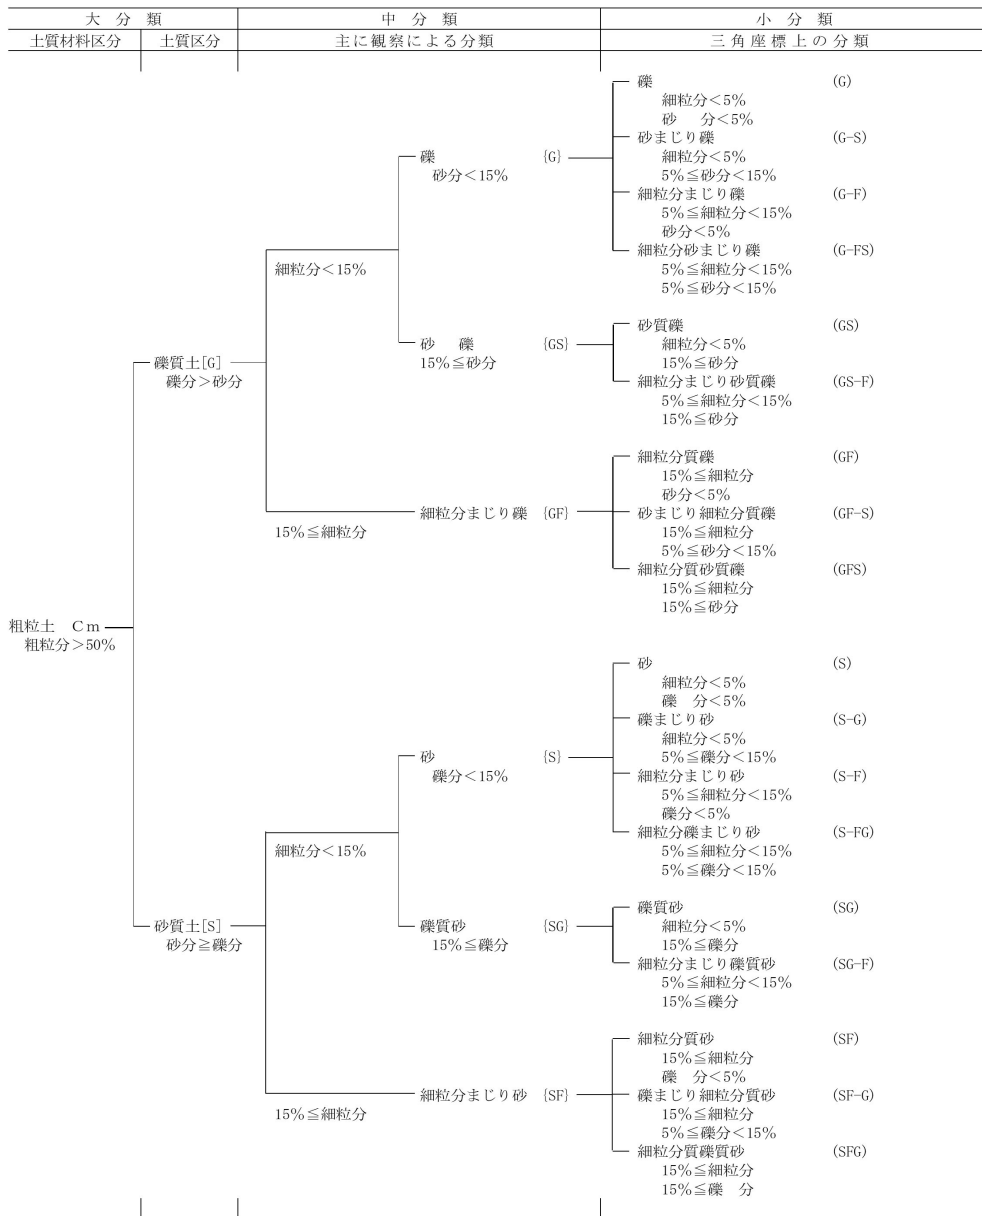 大 分 類 中 分 類 小 分 類
土質材料区分 土質区分 主に観察による分類 三角座標上の分類
礫 (G)
細粒分<5%
砂 分<5%
砂まじり礫 (G-S)
礫 {G} 細粒分<5%
砂分<15% 5%≦砂分<15%
細粒分まじり礫 (G-F)
5%≦細粒分<15%
砂分<5%
細粒分砂まじり礫 (G-FS)
細粒分<15% 5%≦細粒分<15%
5%≦砂分<15%
砂質礫 (GS)
砂 礫 {GS} 細粒分<5%
礫質土[G] 15%≦砂分 15%≦砂分
礫分>砂分 細粒分まじり砂質礫 (GS-F)
5%≦細粒分<15%
15%≦砂分
細粒分質礫 (GF)
15%≦細粒分
砂分<5%
細粒分まじり礫 {GF} 砂まじり細粒分質礫 (GF-S)
15%≦細粒分 15%≦細粒分
5%≦砂分<15%
細粒分質砂質礫 (GFS)
15%≦細粒分
15%≦砂分
粗粒土 Cm
粗粒分>50%
砂 (S)
細粒分<5%
礫 分<5%
礫まじり砂 (S-G)
細粒分<5%
砂 {S} 5%≦礫分<15%
礫分<15% 細粒分まじり砂 (S-F)
5%≦細粒分<15%
礫分<5%
細粒分礫まじり砂 (S-FG)
細粒分<15% 5%≦細粒分<15%
5%≦礫分<15%
礫質砂 (SG)
砂質土[S] 礫質砂 {SG} 細粒分<5%
砂分≧礫分 15%≦礫分 15%≦礫分
細粒分まじり礫質砂 (SG-F)
5%≦細粒分<15%
15%≦礫分
細粒分質砂 (SF)
15%≦細粒分
礫 分<5%
細粒分まじり砂 {SF} 礫まじり細粒分質砂 (SF-G)
15%≦細粒分 15%≦細粒分
5%≦礫分<15%
細粒分質礫質砂 (SFG)
15%≦細粒分
15%≦礫 分